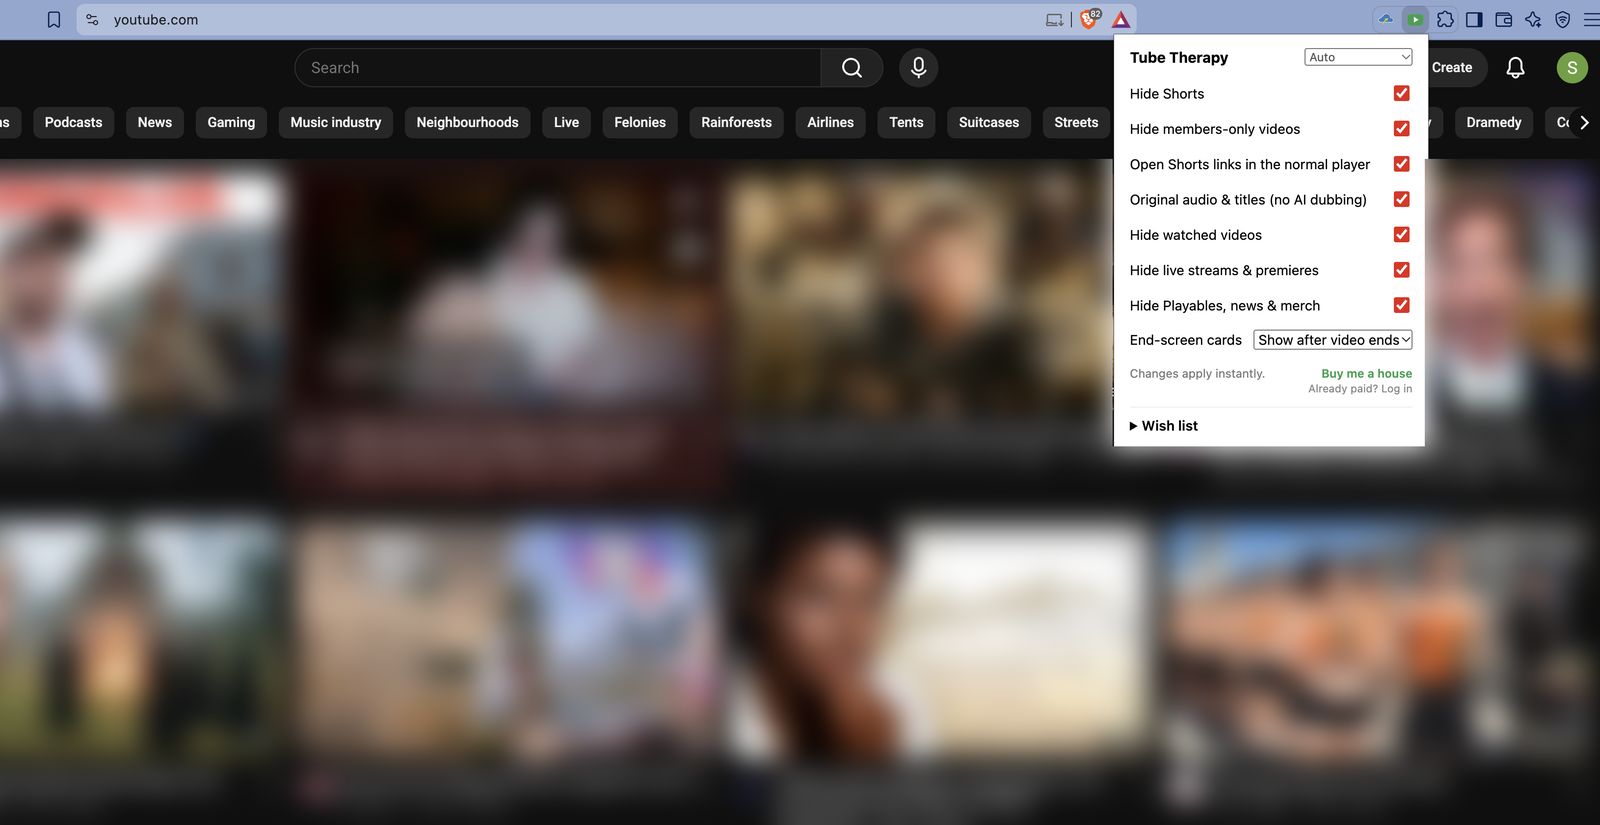 youtube.com
82
Search
Create
S
ns
Podcasts
News
Gaming
Music industry
Neighbourhoods
Live
Felonies
Rainforests
Airlines
Tents
Suitcases
Streets
Dramedy
Tube Therapy
Auto
Hide Shorts
Hide members-only videos
Open Shorts links in the normal player
Original audio & titles (no AI dubbing)
Hide watched videos
Hide live streams & premieres
Hide Playables, news & merch
End-screen cards
Show after video ends
Changes apply instantly.
Buy me a house
Already paid? Log in
Wish list